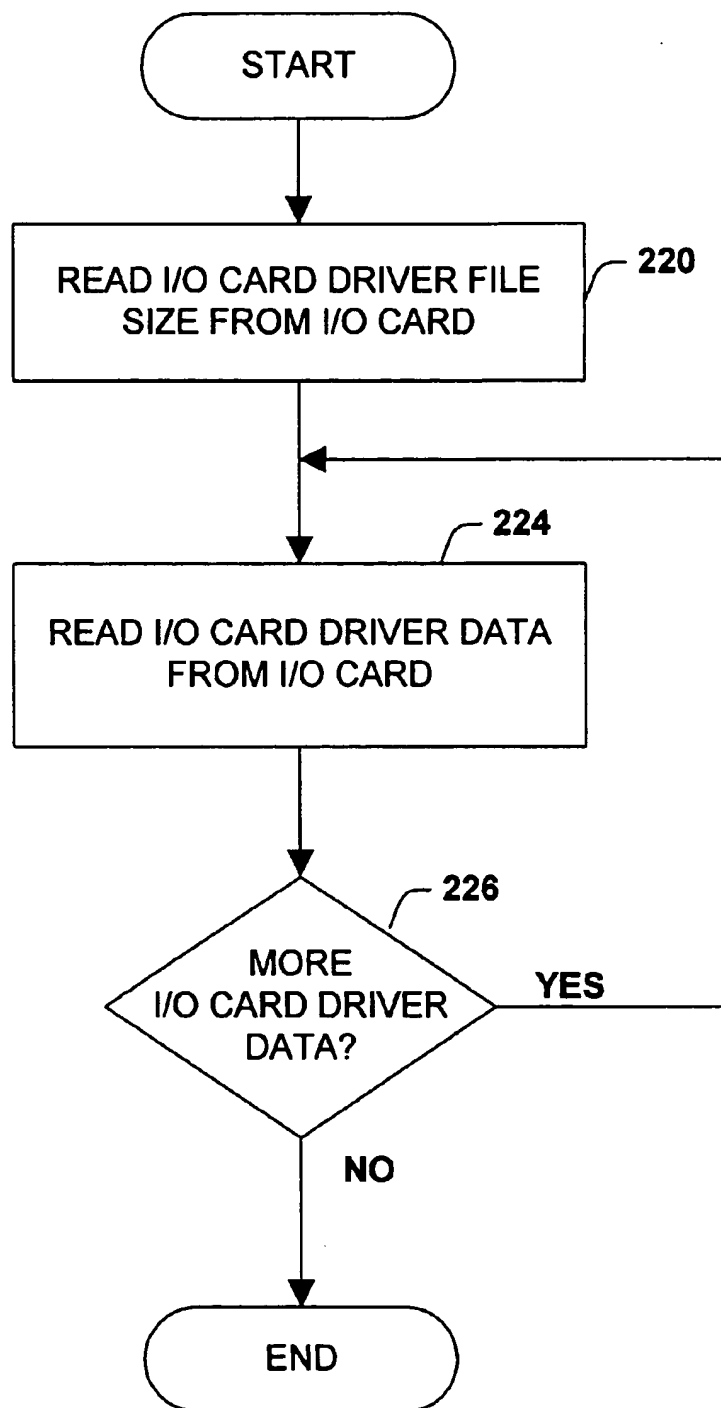 START
READ I/O CARD DRIVER FILE
SIZE FROM I/O CARD
220
224
READ I/O CARD DRIVER DATA
FROM I/O CARD
226
MORE
I/O CARD DRIVER
DATA?
YES
NO
END